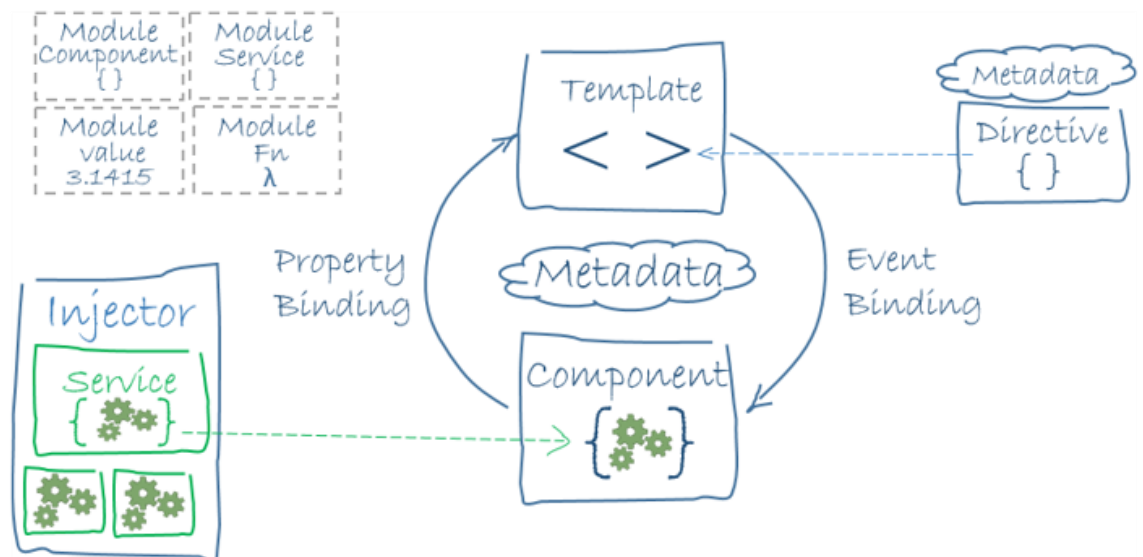 Module
Component
{ }
Module
Service
{ }
Module
value
3.1415
Module
Fn
λ
Template
< >
Metadata
Directive
{ }
Property
Binding
Metadata
Event
Binding
Injector
Service
{ }
Component
{ }